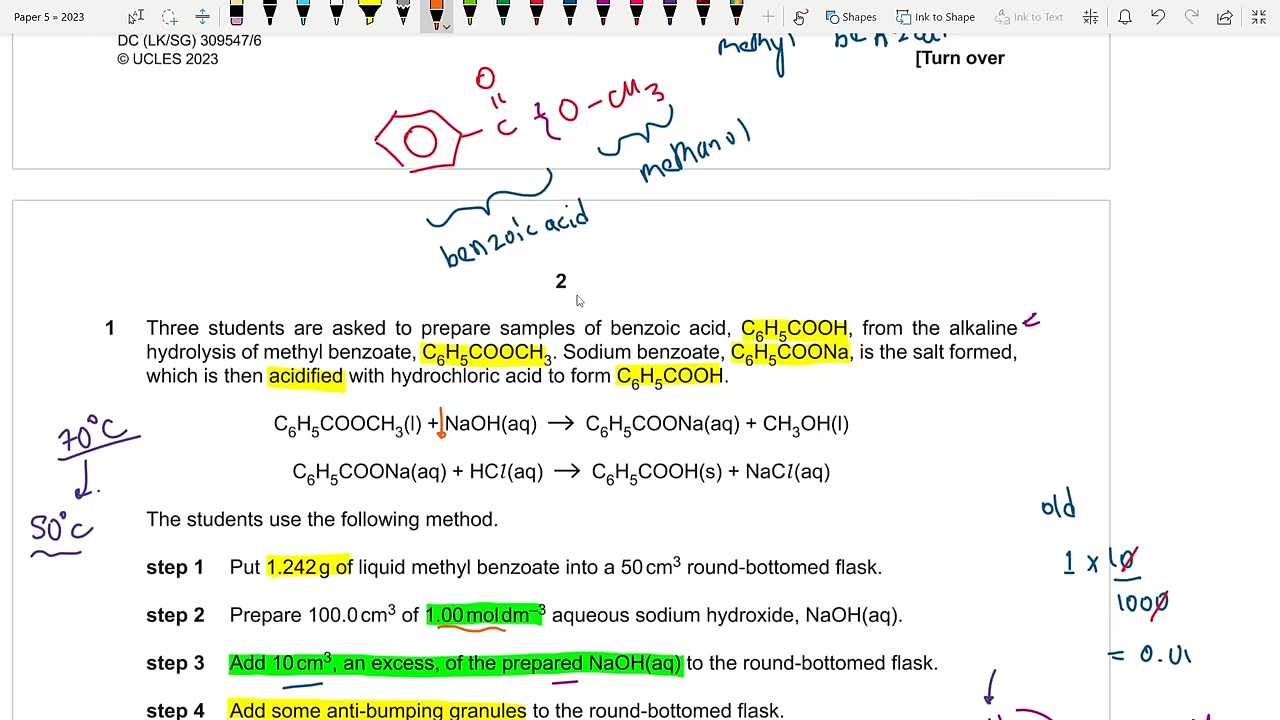 Paper 5 » 2023
Shapes
Ink to Shape
Ink to Text
DC (LK/SG) 309547/6
© UCLES 2023
[Turn over
methyl
O
C
O-CH3
methanol
benzoic acid
2
1 Three students are asked to prepare samples of benzoic acid, C₆H₅COOH, from the alkaline
hydrolysis of methyl benzoate, C₆H₅COOCH₃. Sodium benzoate, C₆H₅COONa, is the salt formed,
which is then acidified with hydrochloric acid to form C₆H₅COOH.
C₆H₅COOCH₃(l) + NaOH(aq) → C₆H₅COONa(aq) + CH₃OH(l)
70°C
C₆H₅COONa(aq) + HCl(aq) → C₆H₅COOH(s) + NaCl(aq)
50°C
The students use the following method.
old
step 1 Put 1.242 g of liquid methyl benzoate into a 50 cm³ round-bottomed flask.
1 × 10
1000
step 2 Prepare 100.0 cm³ of 1.00 mol dm⁻³ aqueous sodium hydroxide, NaOH(aq).
= 0.01
step 3 Add 10 cm³, an excess, of the prepared NaOH(aq) to the round-bottomed flask.
step 4 Add some anti-bumping granules to the round-bottomed flask.